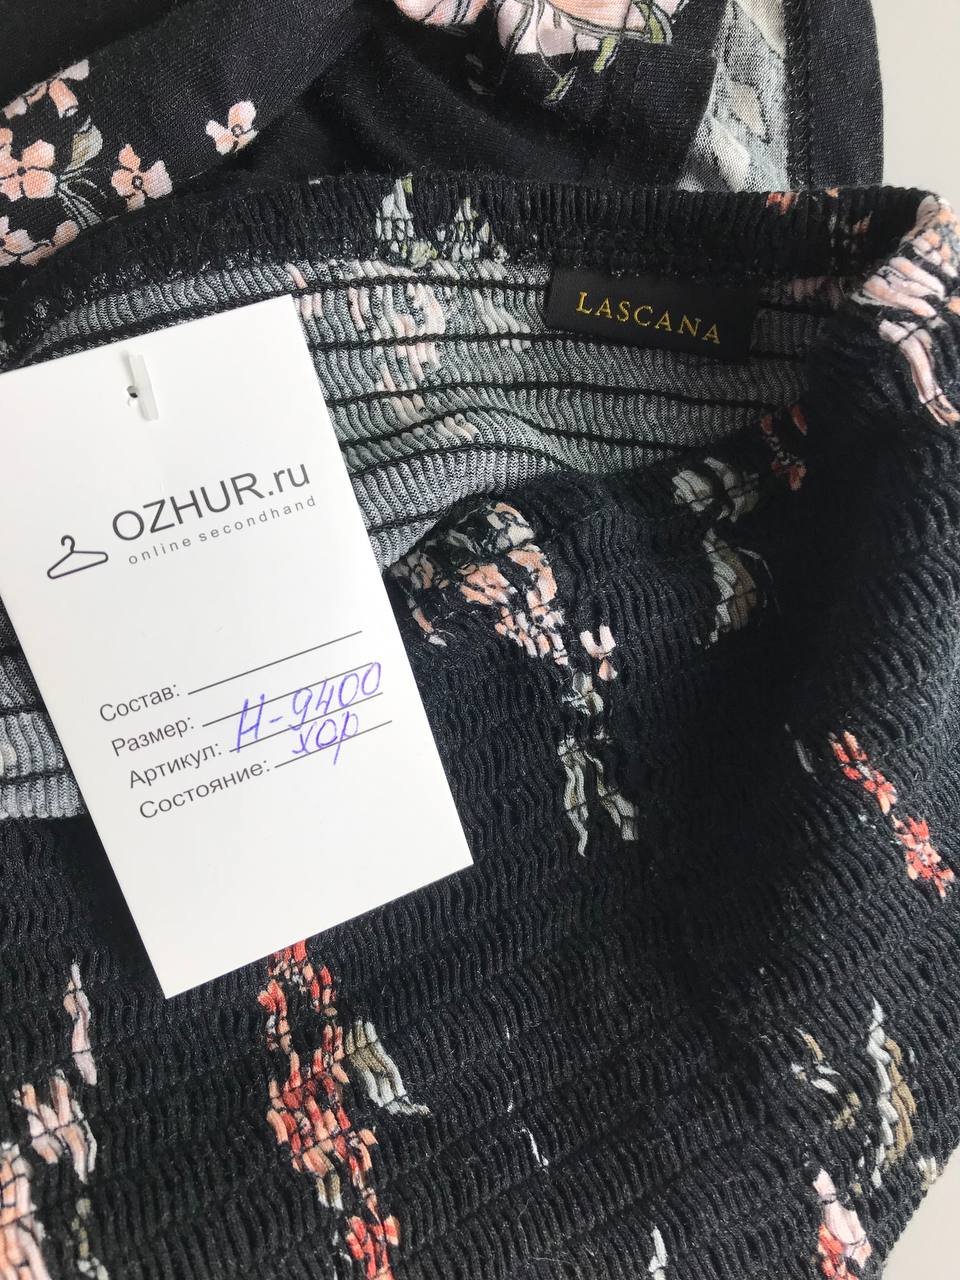 LASCANA
OZHUR.ru
online secondhand
Состав:
Размер:
Артикул: Н-9400
Состояние: хор